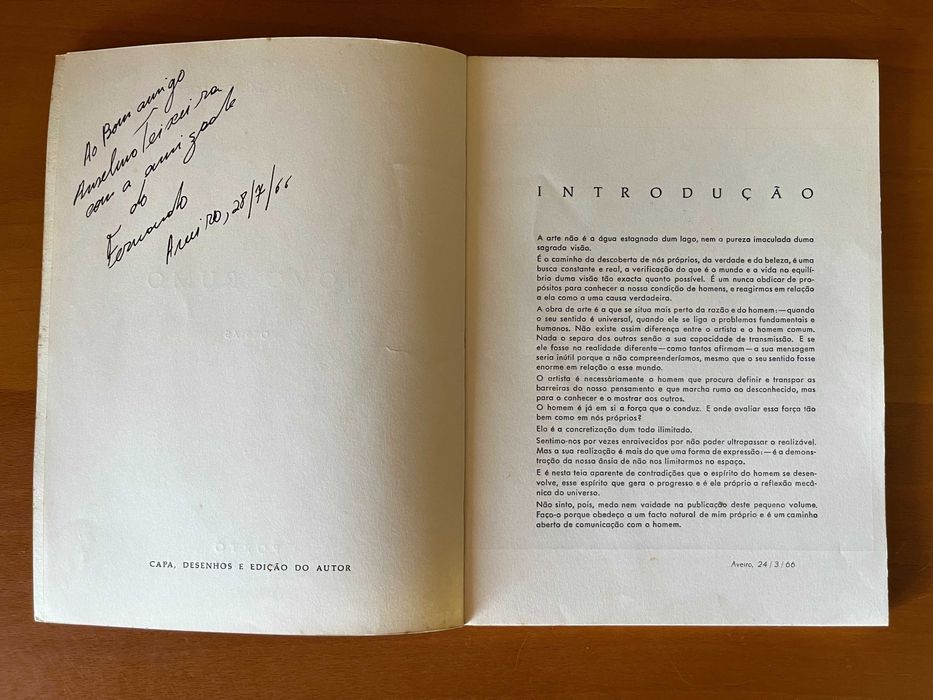 Ao Bom amigo
Anselmo Teixeira
com a amizade
do
Fernando
Aveiro, 28/7/66
CAPA, DESENHOS E EDIÇÃO DO AUTOR
INTRODUÇÃO
A arte não é a água estagnada dum lago, nem a pureza imaculada duma
sagrada visão.
É o caminho da descoberta de nós próprios, da verdade e da beleza, é uma
busca constante e real, a verificação do que é o mundo e a vida no equilí-
brio duma visão tão exacta quanto possível. É um nunca abdicar de pro-
pósitos para conhecer a nossa condição de homens, e reagirmos em relação
a ela como a uma causa verdadeira.
A obra de arte é a que se situa mais perto da razão e do homem:—quando
o seu sentido é universal, quando ele se liga a problemas fundamentais e
humanos. Não existe assim diferença entre o artista e o homem comum.
Nada o separa dos outros senão a sua capacidade de transmissão. E se
ele fosse na realidade diferente—como tantos afirmam—a sua mensagem
seria inútil porque a não compreenderíamos, mesmo que o seu sentido fosse
enorme em relação a esse mundo.
O artista é necessàriamente o homem que procura definir e transpor as
barreiras do nosso pensamento e que marcha rumo ao desconhecido, mas
para o conhecer e o mostrar aos outros.
O homem é já em si a força que o conduz. E onde avaliar essa força tão
bem como em nós próprios?
Ela é a concretização dum todo ilimitado.
Sentimo-nos por vezes enraivecidos por não poder ultrapassar o realizável.
Mas a sua realização é mais do que uma forma de expressão:—é a demons-
tração da nossa ânsia de não nos limitarmos no espaço.
E é nesta teia aparente de contradições que o espírito do homem se desen-
volve, esse espírito que gera o progresso e é ele próprio a reflexão mecâ-
nica do universo.
Não sinto, pois, medo nem vaidade na publicação deste pequeno volume.
Faço-o porque obedeço a um facto natural de mim próprio e é um caminho
aberto de comunicação com o homem.
Aveiro, 24/3/66